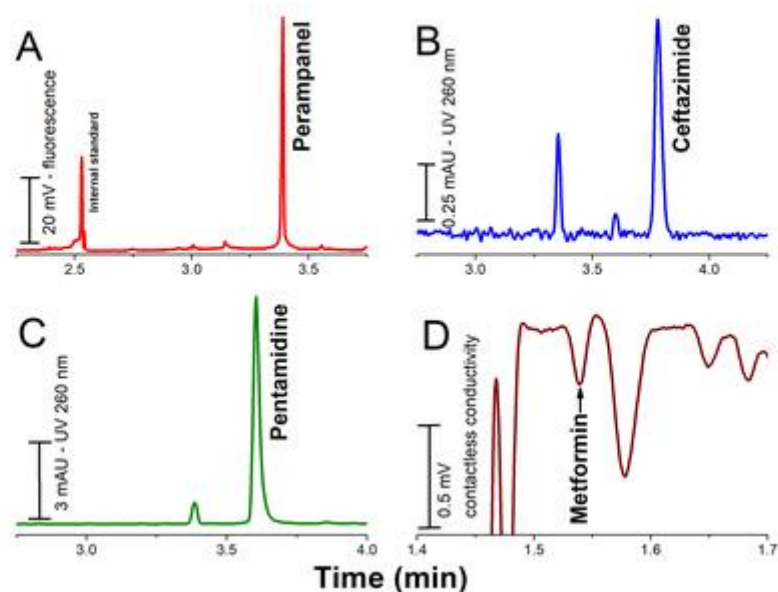 A
20 mV - fluorescence
Internal standard
Perampanel
2.5 3.0 3.5
B
0.25 mAU - UV 260 nm
Ceftazimide
3.0 3.5 4.0
C
3 mAU - UV 260 nm
Pentamidine
3.0 3.5 4.0
D
0.5 mV
contactless conductivity
Metformin
1.4 1.5 1.6 1.7
Time (min)